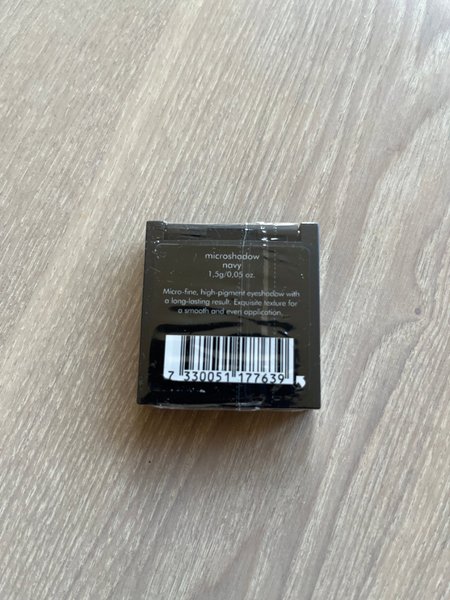 microshadow
navy
1,5g/0,05 oz.
Micro-fine, high-pigment eyeshadow with
a long-lasting result. Exquisite texture for
a smooth and even application.
7 330051 177639